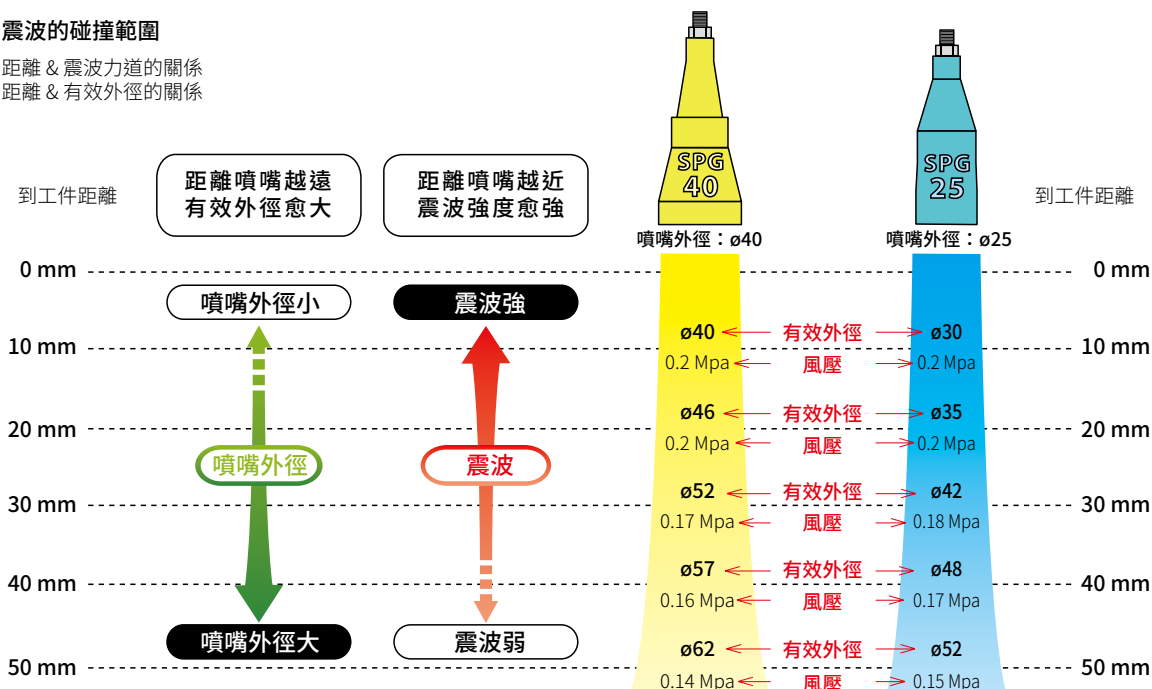 震波的碰撞範圍
距離 & 震波力道的關係
距離 & 有效外徑的關係
SPG
40
SPG
25
到工件距離
距離噴嘴越遠
有效外徑愈大
距離噴嘴越近
震波強度愈強
到工件距離
噴嘴外徑：ø40
噴嘴外徑：ø25
0 mm
0 mm
噴嘴外徑小
震波強
ø40 有效外徑 ø30
10 mm
10 mm
0.2 Mpa 風壓 0.2 Mpa
ø46 有效外徑 ø35
20 mm
20 mm
0.2 Mpa 風壓 0.2 Mpa
噴嘴外徑
震波
ø52 有效外徑 ø42
30 mm
30 mm
0.17 Mpa 風壓 0.18 Mpa
ø57 有效外徑 ø48
40 mm
40 mm
0.16 Mpa 風壓 0.17 Mpa
噴嘴外徑大
震波弱
ø62 有效外徑 ø52
50 mm
50 mm
0.14 Mpa 風壓 0.15 Mpa